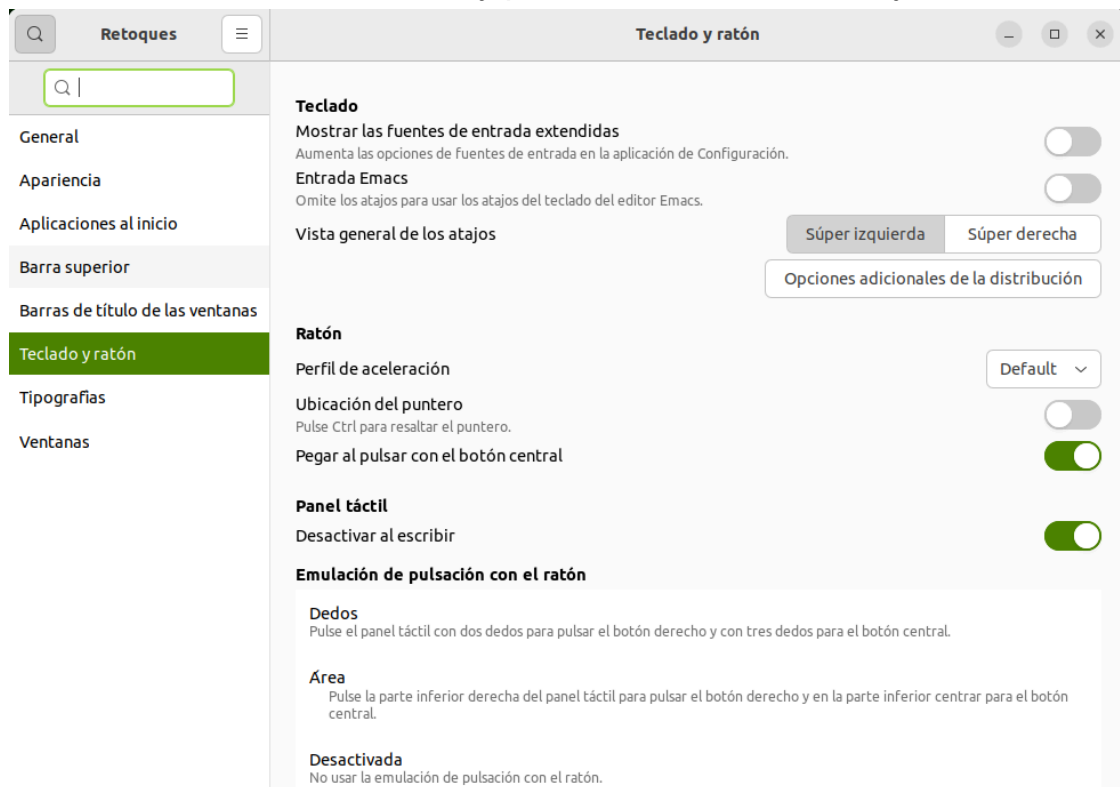 Retoques
Teclado y ratón
General
Apariencia
Aplicaciones al inicio
Barra superior
Barras de título de las ventanas
Teclado y ratón
Tipografias
Ventanas
Teclado
Mostrar las fuentes de entrada extendidas
Aumenta las opciones de fuentes de entrada en la aplicación de Configuración.
Entrada Emacs
Omite los atajos para usar los atajos del teclado del editor Emacs.
Vista general de los atajos
Súper izquierda
Súper derecha
Opciones adicionales de la distribución
Ratón
Perfil de aceleración
Default
Ubicación del puntero
Pulse Ctrl para resaltar el puntero.
Pegar al pulsar con el botón central
Panel táctil
Desactivar al escribir
Emulación de pulsación con el ratón
Dedos
Pulse el panel táctil con dos dedos para pulsar el botón derecho y con tres dedos para el botón central.
Área
Pulse la parte inferior derecha del panel táctil para pulsar el botón derecho y en la parte inferior centrar para el botón
central.
Desactivada
No usar la emulación de pulsación con el ratón.